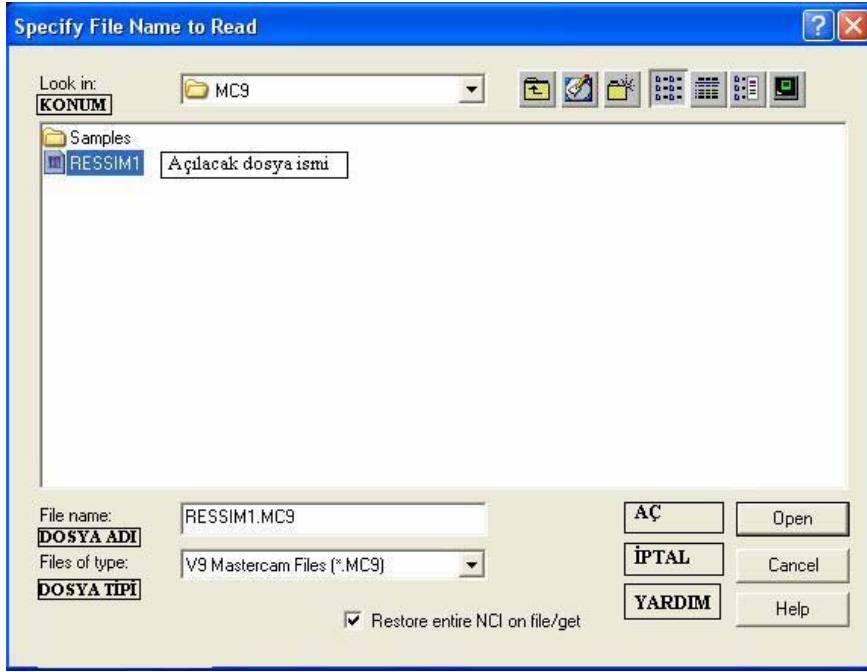 Specify File Name to Read
Look in:
KONUM
MC9
Samples
RESSIM1
Açılacak dosya ismi
File name:
DOSYA ADI
RESSIM1.MC9
AÇ
Open
Files of type:
DOSYA TİPİ
V9 Mastercam Files (*.MC9)
İPTAL
Cancel
YARDIM
Help
Restore entire NCI on file/get